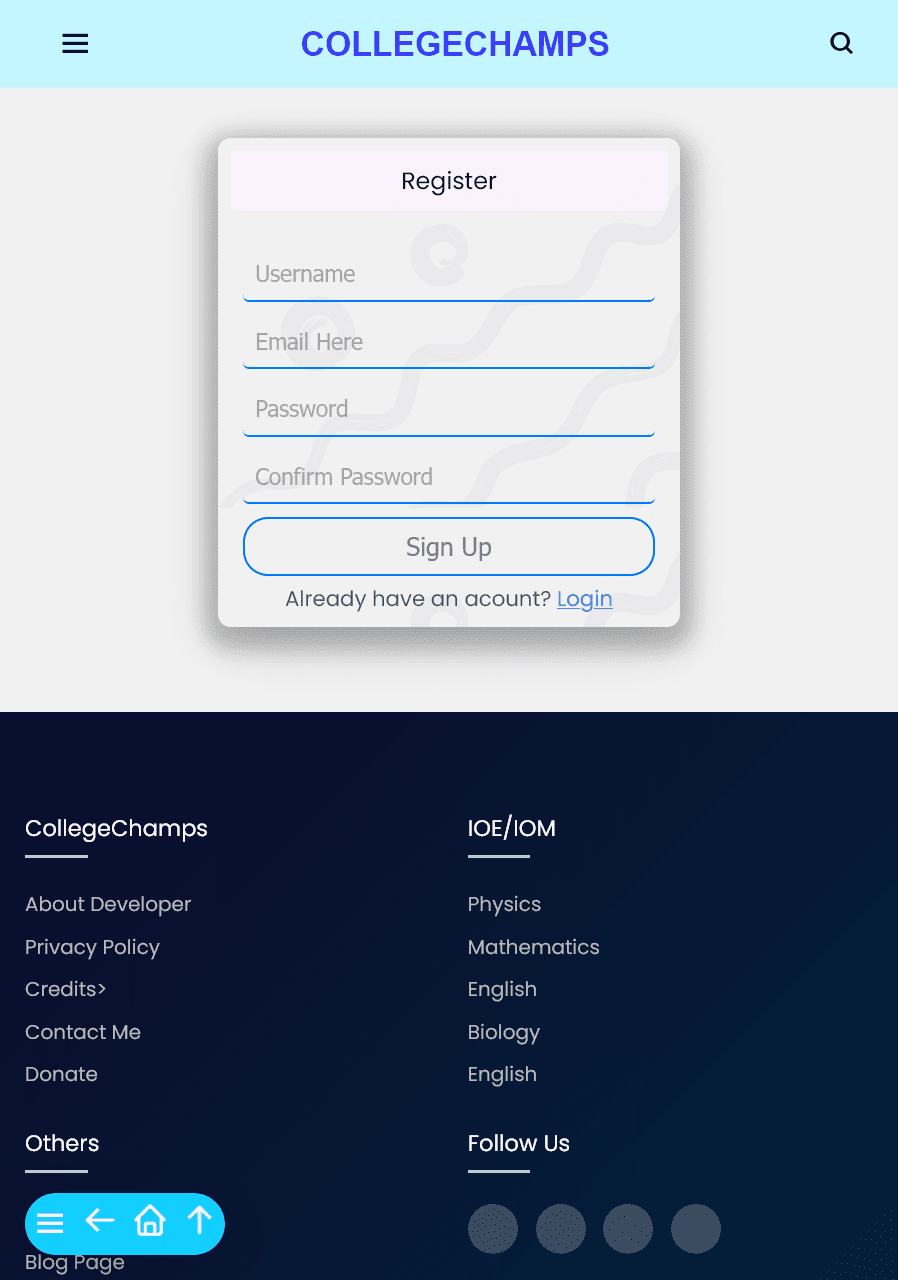 COLLEGECHAMPS
Register
Username
Email Here
Password
Confirm Password
Sign Up
Already have an acount? Login
CollegeChamps
About Developer
Privacy Policy
Credits>
Contact Me
Donate
IOE/IOM
Physics
Mathematics
English
Biology
English
Others
Blog Page
Follow Us